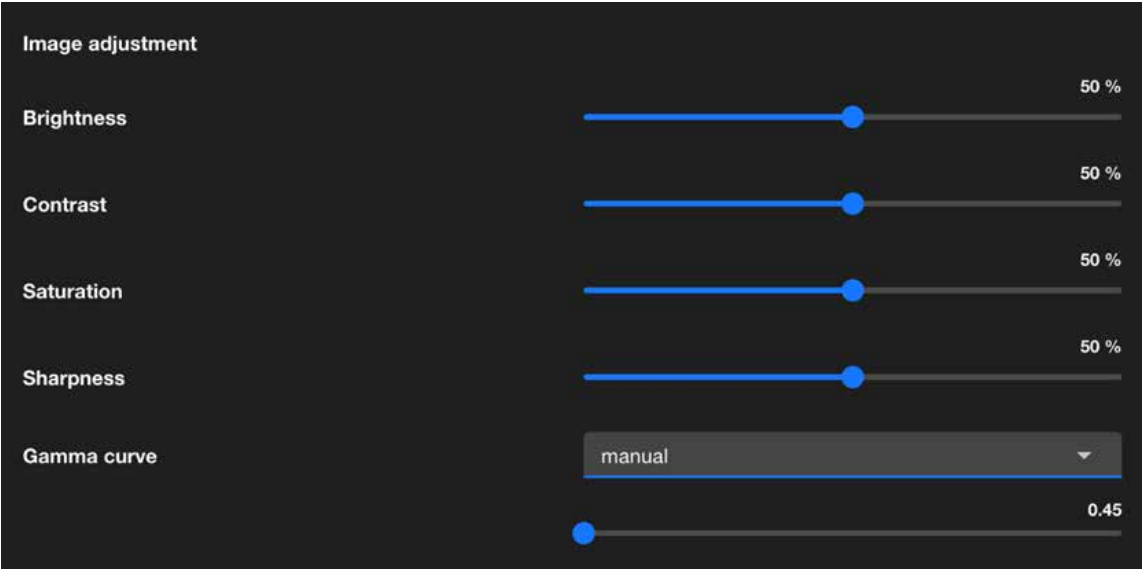 Image adjustment
50 %
Brightness
50 %
Contrast
50 %
Saturation
50 %
Sharpness
Gamma curve
manual
0.45